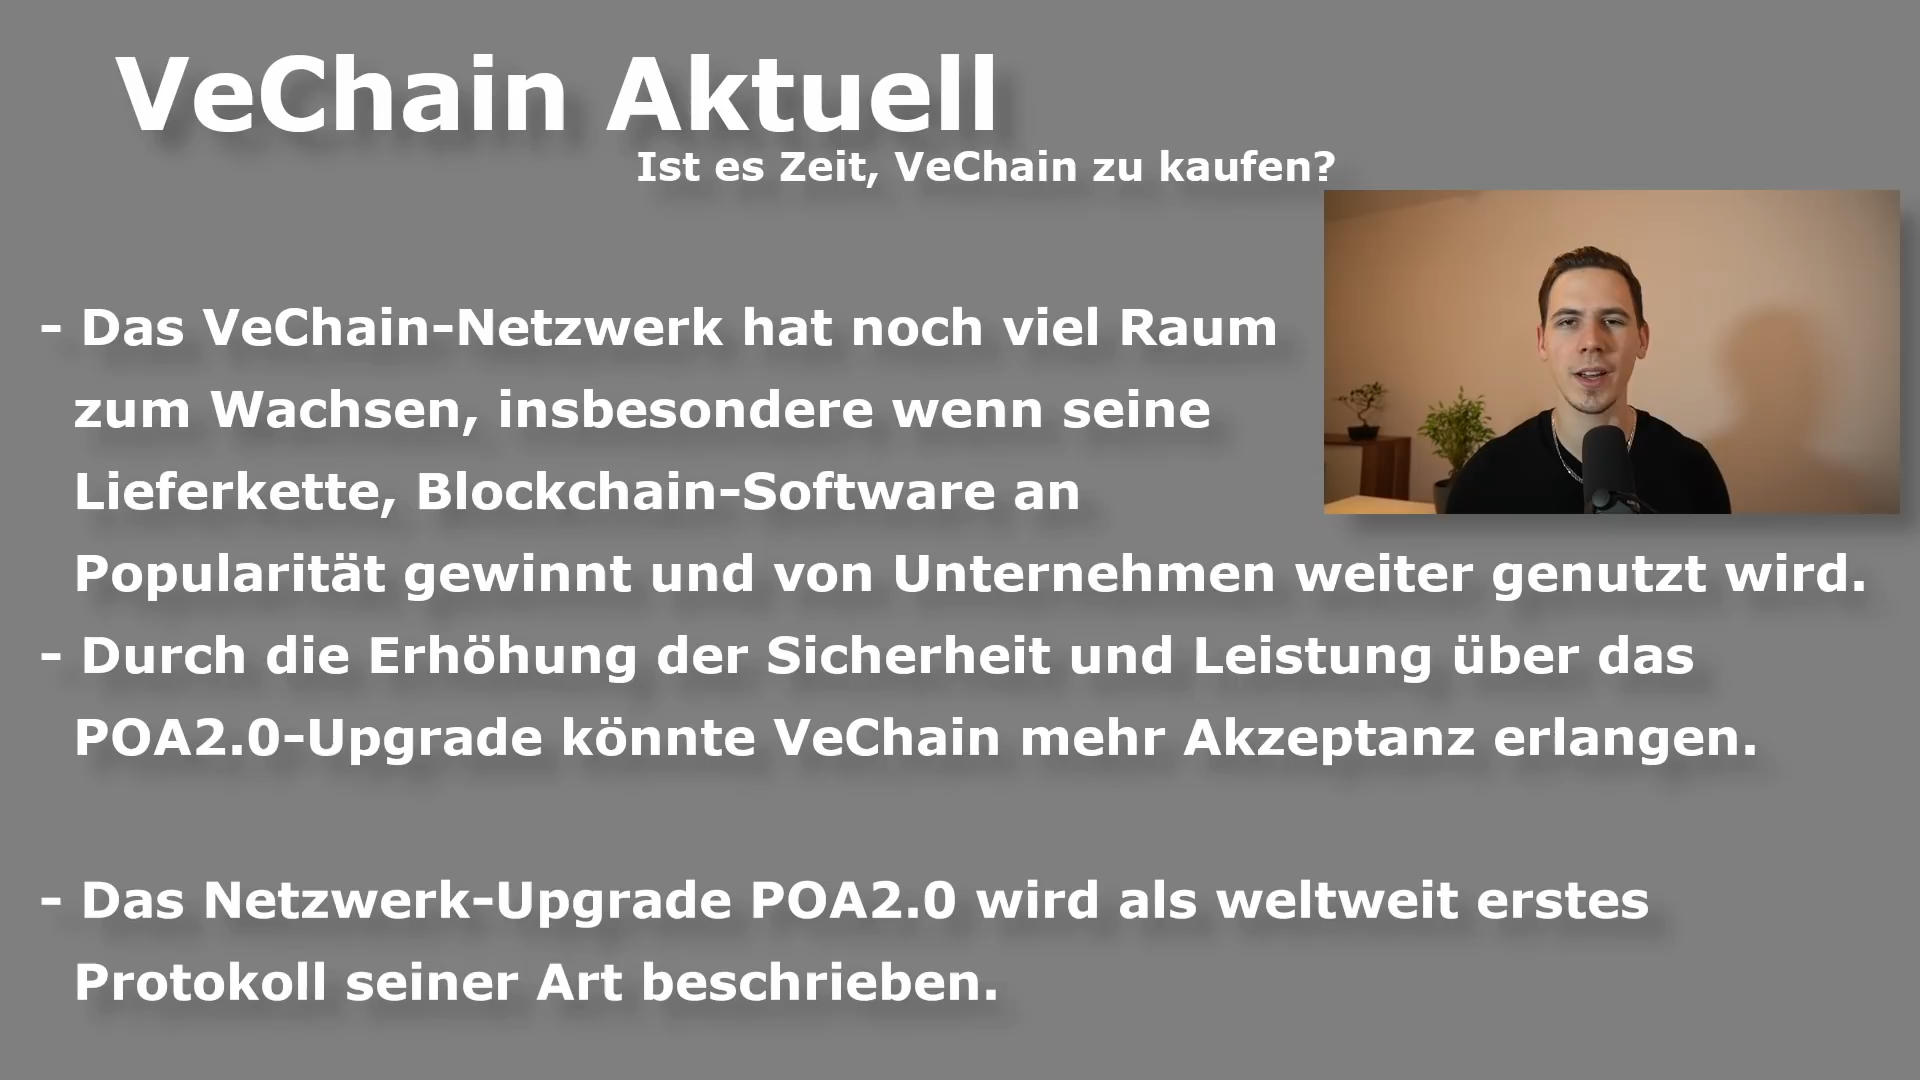 VeChain Aktuell
Ist es Zeit, VeChain zu kaufen?
- Das VeChain-Netzwerk hat noch viel Raum
zum Wachsen, insbesondere wenn seine
Lieferkette, Blockchain-Software an
Popularität gewinnt und von Unternehmen weiter genutzt wird.
- Durch die Erhöhung der Sicherheit und Leistung über das
POA2.0-Upgrade könnte VeChain mehr Akzeptanz erlangen.
- Das Netzwerk-Upgrade POA2.0 wird als weltweit erstes
Protokoll seiner Art beschrieben.